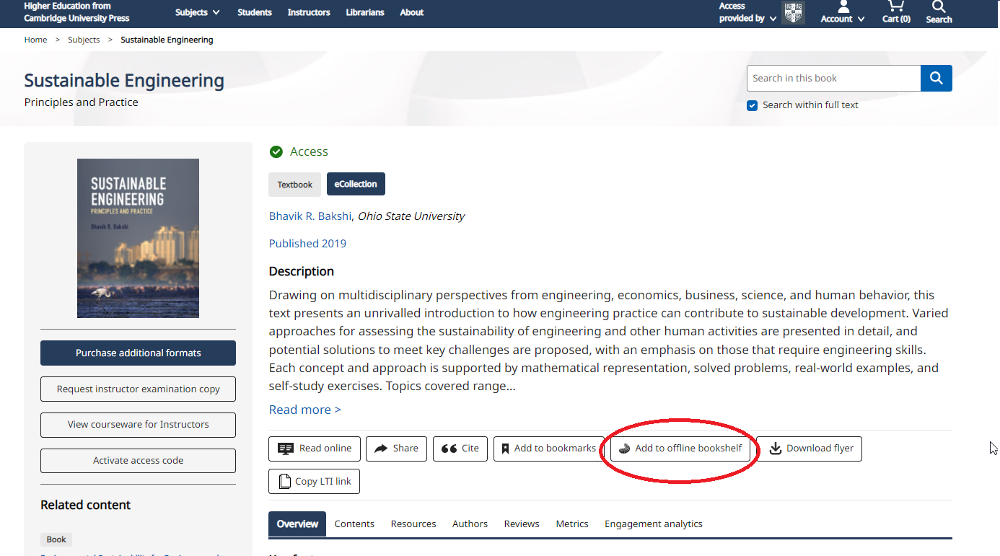 Higher Education from
Cambridge University Press
Subjects
Students
Instructors
Librarians
About
Access
provided by
Account
Cart (0)
Search
Home > Subjects > Sustainable Engineering
Sustainable Engineering
Principles and Practice
Search in this book
Search within full text
SUSTAINABLE
ENGINEERING
PRINCIPLES AND PRACTICE
Bhavik R. Bakshi
Purchase additional formats
Request instructor examination copy
View courseware for Instructors
Activate access code
Related content
Book
Access
Textbook
eCollection
Bhavik R. Bakshi, Ohio State University
Published 2019
Description
Drawing on multidisciplinary perspectives from engineering, economics, business, science, and human behavior, this
text presents an unrivalled introduction to how engineering practice can contribute to sustainable development. Varied
approaches for assessing the sustainability of engineering and other human activities are presented in detail, and
potential solutions to meet key challenges are proposed, with an emphasis on those that require engineering skills.
Each concept and approach is supported by mathematical representation, solved problems, real-world examples, and
self-study exercises. Topics covered range...
Read more >
Read online
Share
Cite
Add to bookmarks
Add to offline bookshelf
Download flyer
Copy LTI link
Overview
Contents
Resources
Authors
Reviews
Metrics
Engagement analytics